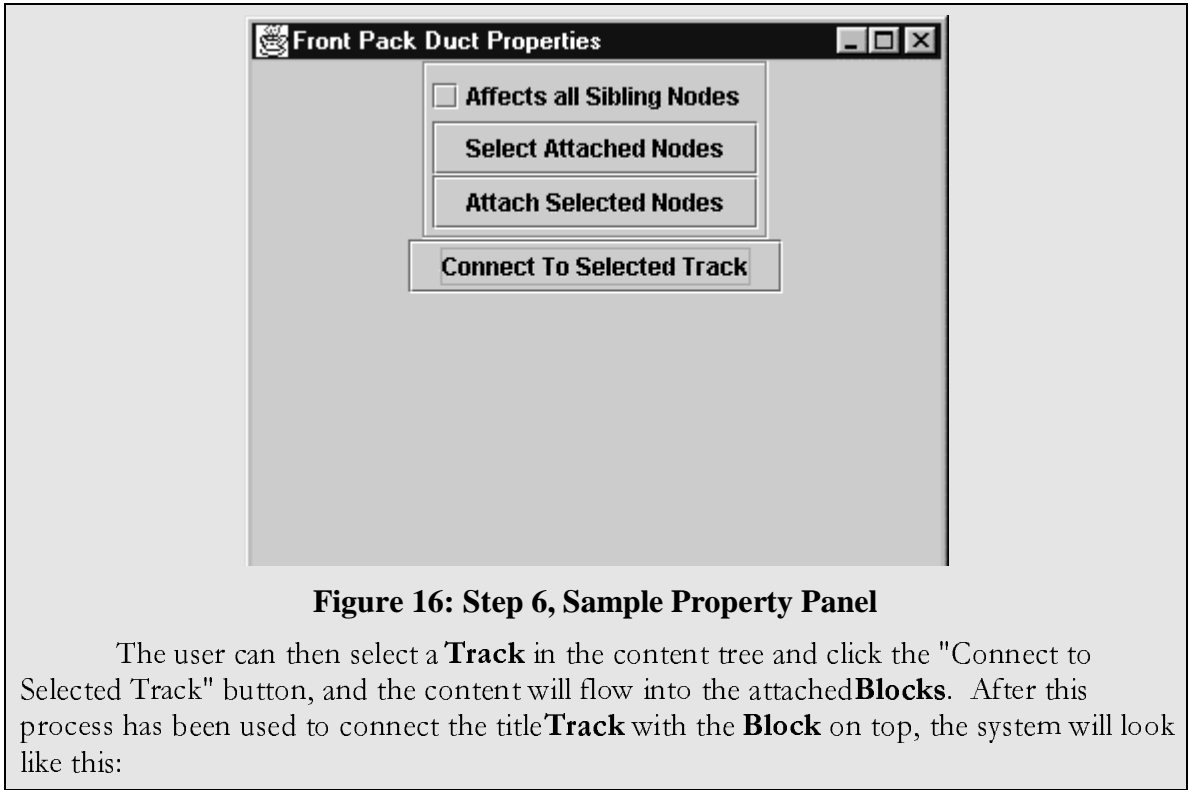 Front Pack Duct Properties
Affects all Sibling Nodes
Select Attached Nodes
Attach Selected Nodes
Connect To Selected Track
Figure 16: Step 6, Sample Property Panel
The user can then select a Track in the content tree and click the "Connect to
Selected Track" button, and the content will flow into the attached Blocks. After this
process has been used to connect the title Track with the Block on top, the system will look
like this: